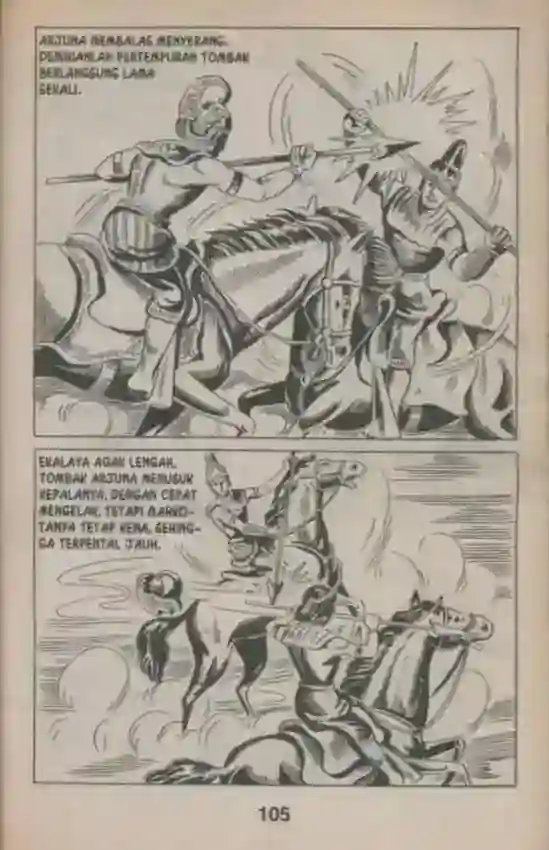 ARJUNA MEMBALAS MENYERANG.
DEMIKIANLAH PERTEMPURAN TOMBAK
BERLANGSUNG LAMA
SEKALI.
EKALAYA AGAK LENGAH.
TOMBAK ARJUNA MENUSUK
KEPALANYA. DENGAN CEPAT
MENGELAK, TETAPI MAHKO-
TANYA TETAP KENA, SEHING-
GA TERPENTAL JAUH.
105